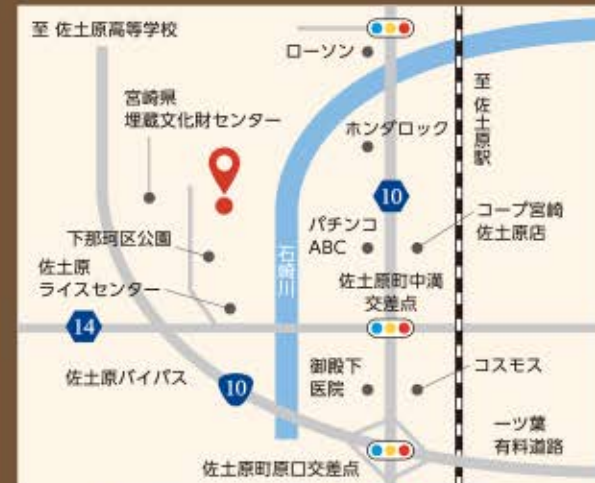 至 佐土原高等学校
ローソン
宮崎県
埋蔵文化財センター
至 佐土原駅
ホンダロック
10
コープ宮崎
佐土原店
パチンコ
ABC
下那珂区公園
石崎川
佐土原
ライスセンター
佐土原町中溝
交差点
14
佐土原バイパス
10
御殿下
医院
コスモス
一ツ葉
有料道路
佐土原町原口交差点